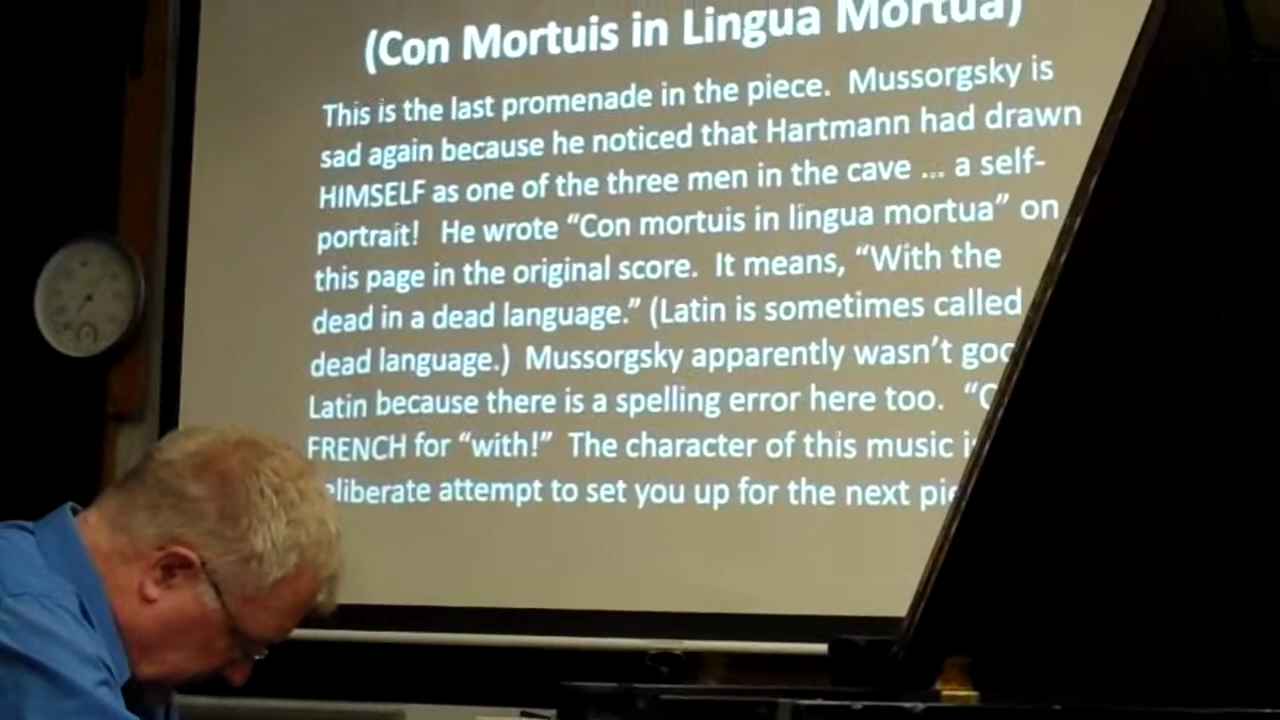 (Con Mortuis in Lingua Mortua)
This is the last promenade in the piece. Mussorgsky is
sad again because he noticed that Hartmann had drawn
HIMSELF as one of the three men in the cave ... a self-
portrait! He wrote “Con mortuis in lingua mortua” on
this page in the original score. It means, “With the
dead in a dead language.” (Latin is sometimes called
dead language.) Mussorgsky apparently wasn’t
Latin because there is a spelling error here too.
FRENCH for “with!” The character of this music
attempt to set you up for the next